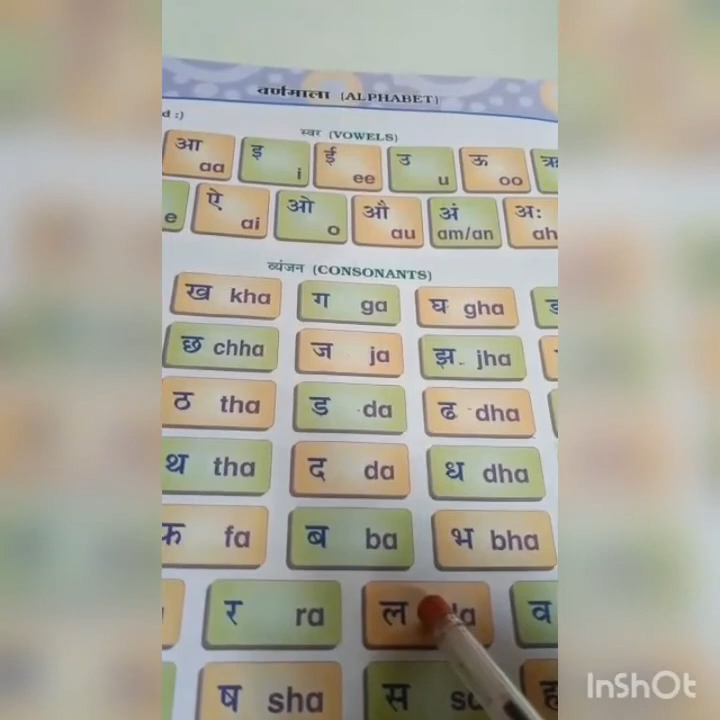 वर्णमाला (ALPHABET)
d :)
स्वर (VOWELS)
आ aa इ i ई ee उ u ऊ oo
e ऐ ai ओ o औ au अं am/an अः ah
व्यंजन (CONSONANTS)
ख kha ग ga घ gha
छ chha ज ja झ jha
ठ tha ड da ढ dha
थ tha द da ध dha
fa ब ba भ bha
र ra ल व
ष sha स
InShOt